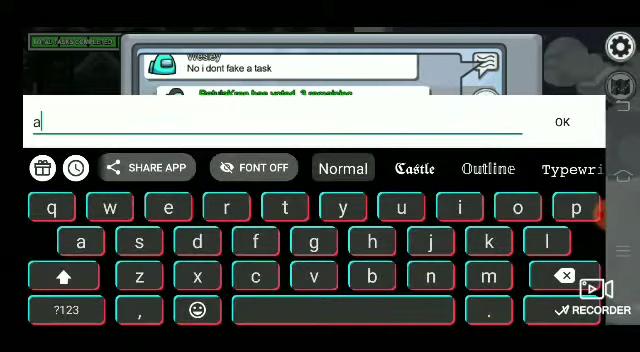 TOTAL TASKS COMPLETED
Wesley
No i dont fake a task
has voted. 3 remaining.
a
OK
SHARE APP
FONT OFF
Normal
Castle
Outline
Typewri
q w e r t y u i o p
a s d f g h j k l
z x c v b n m
?123 , .
RECORDER